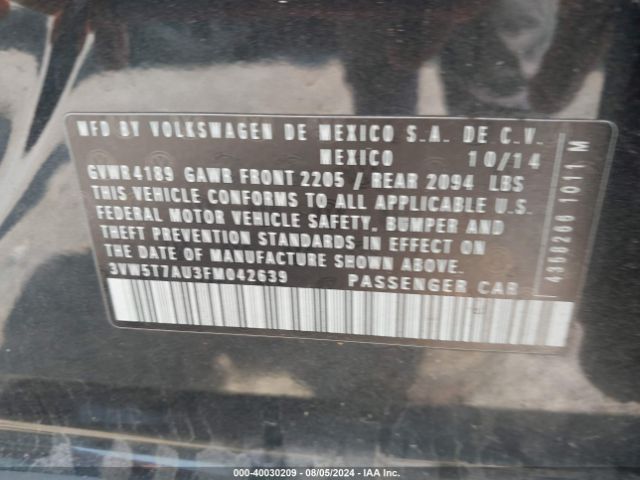 MFD BY VOLKSWAGEN DE MEXICO S.A. DE C.V.
MEXICO 10/14
GVWR 4189 GAWR FRONT 2205 / REAR 2094 LBS
THIS VEHICLE CONFORMS TO ALL APPLICABLE U.S.
FEDERAL MOTOR VEHICLE SAFETY, BUMPER AND
THEFT PREVENTION STANDARDS IN EFFECT ON
THE DATE OF MANUFACTURE SHOWN ABOVE.
3VW5T7AU3FM042639 PASSENGER CAR
1011 M
000-40030209 - 08/05/2024 - IAA Inc.